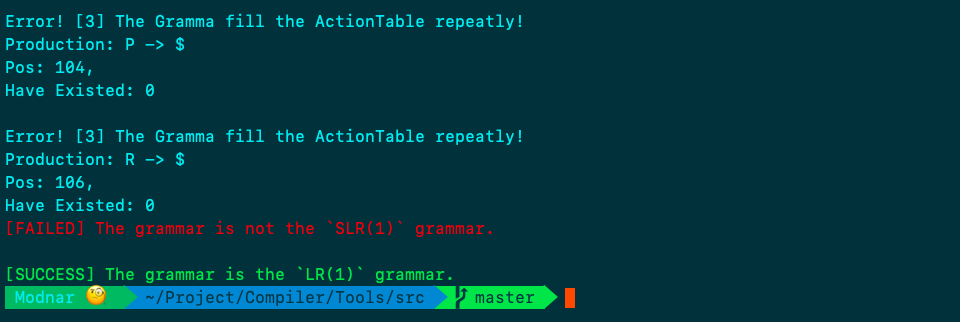 Error! [3] The Gramma fill the ActionTable repeatly!
Production: P -> $
Pos: 104,
Have Existed: 0
Error! [3] The Gramma fill the ActionTable repeatly!
Production: R -> $
Pos: 106,
Have Existed: 0
[FAILED] The grammar is not the `SLR(1)` grammar.
[SUCCESS] The grammar is the `LR(1)` grammar.
Modnar 🧐 ~/Project/Compiler/Tools/src master